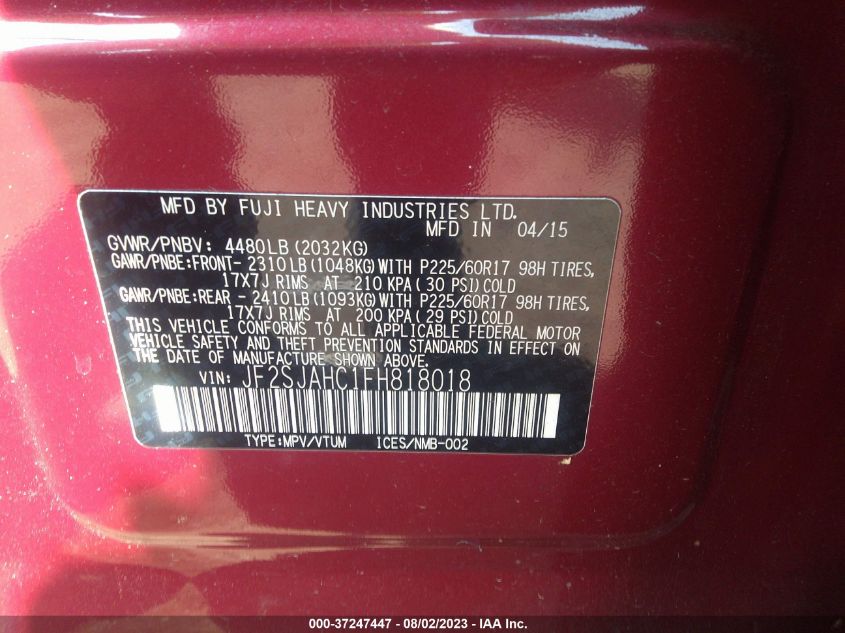 MFD BY FUJI HEAVY INDUSTRIES LTD.
MFD IN 04/15
GVWR/PNBV: 4480LB(2032KG)
GAWR/PNBE:FRONT- 2310LB(1048KG)WITH P225/60R17 98H TIRES,
17X7J RIMS AT 210 KPA(30 PSI)COLD
GAWR/PNBE:REAR - 2410LB(1093KG)WITH P225/60R17 98H TIRES,
17X7J RIMS AT 200 KPA(29 PSI)COLD
THIS VEHICLE CONFORMS TO ALL APPLICABLE FEDERAL MOTOR
VEHICLE SAFETY AND THEFT PREVENTION STANDARDS IN EFFECT ON
THE DATE OF MANUFACTURE SHOWN ABOVE.
VIN: JF2SJAHC1FH818018
TYPE:MPV/VTUM ICES/NMB-002
000-37247447 - 08/02/2023 - IAA Inc.